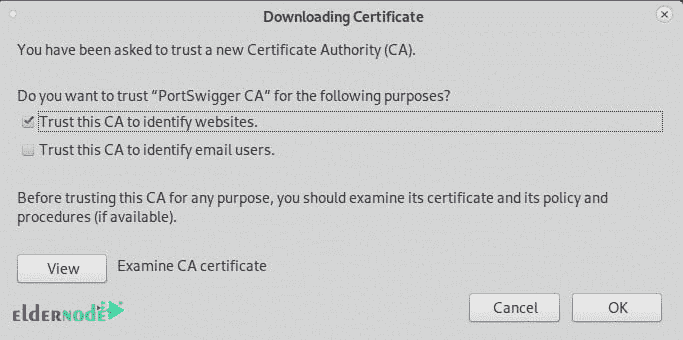 Downloading Certificate
You have been asked to trust a new Certificate Authority (CA).
Do you want to trust “PortSwigger CA” for the following purposes?
Trust this CA to identify websites.
Trust this CA to identify email users.
Before trusting this CA for any purpose, you should examine its certificate and its policy and
procedures (if available).
View
Examine CA certificate
elderNode
Cancel
OK